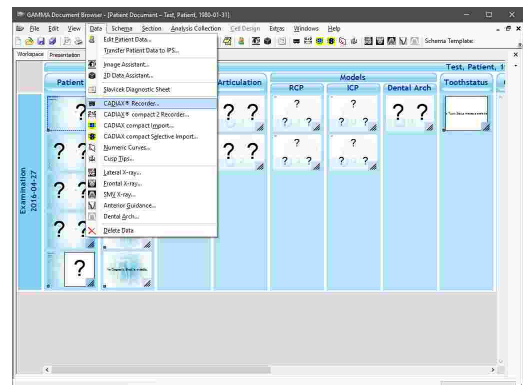 GAMMA Document Browser - [Patient Document - Test, Patient, 1980-01-31]
File Edit View Data Schema Section Analysis Collection Cell Design Extras Windows Help
Schema Template:
Workspace Presentation
Edit Patient Data...
Transfer Patient Data to IPS...
Image Assistant...
3D Data Assistant...
Slavicek Diagnostic Sheet
CADIAX® Recorder...
CADIAX® compact 2 Recorder...
CADIAX compact Import...
CADIAX compact Selective Import...
Numeric Curves...
Cusp Tips...
Lateral X-ray...
Frontal X-ray...
SMV X-ray...
Anterior Guidance...
Dental Arch...
Delete Data
Test, Patient, 1
Patient
Articulation
Models
RCP
ICP
Dental Arch
Toothstatus
Examination
2016-04-27
? ? ? ? ? ?
? ? ? ? ? ?
? ?
? ?
?